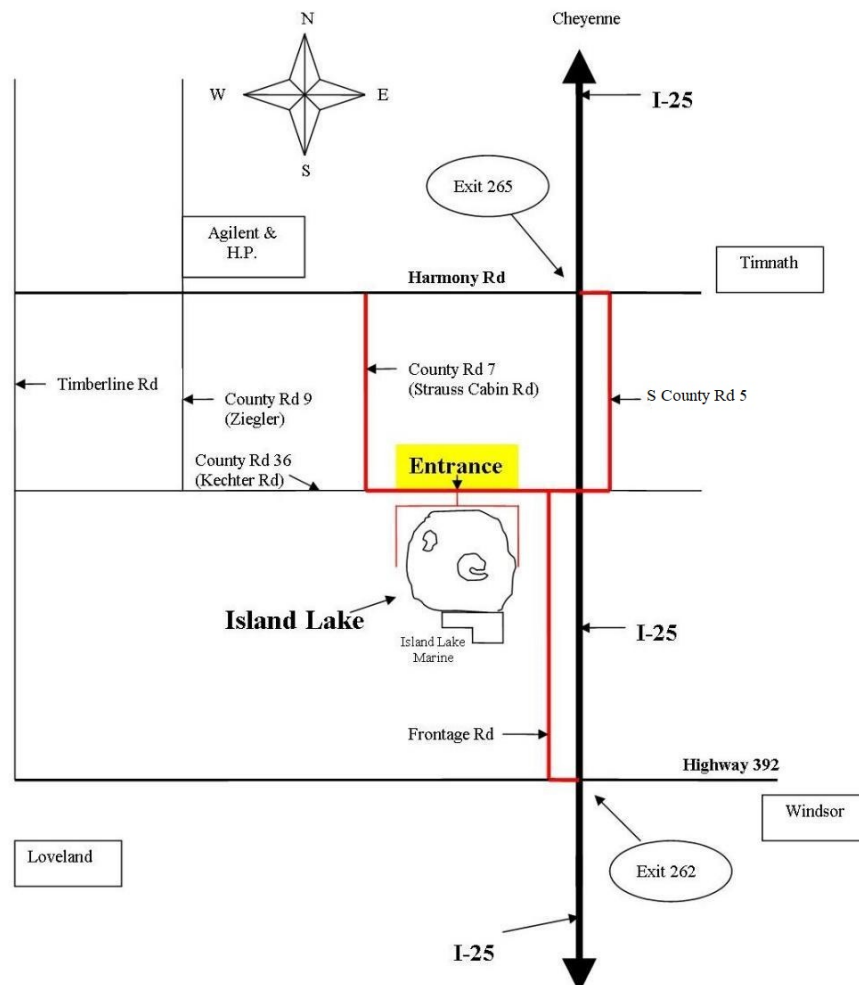 Cheyenne
N
W
E
S
I-25
Exit 265
Agilent &
H.P.
Harmony Rd
Timnath
Timberline Rd
County Rd 9
(Ziegler)
County Rd 7
(Strauss Cabin Rd)
S County Rd 5
County Rd 36
(Kechter Rd)
Entrance
Island Lake
Island Lake
Marine
I-25
Frontage Rd
Highway 392
Windsor
Loveland
Exit 262
I-25